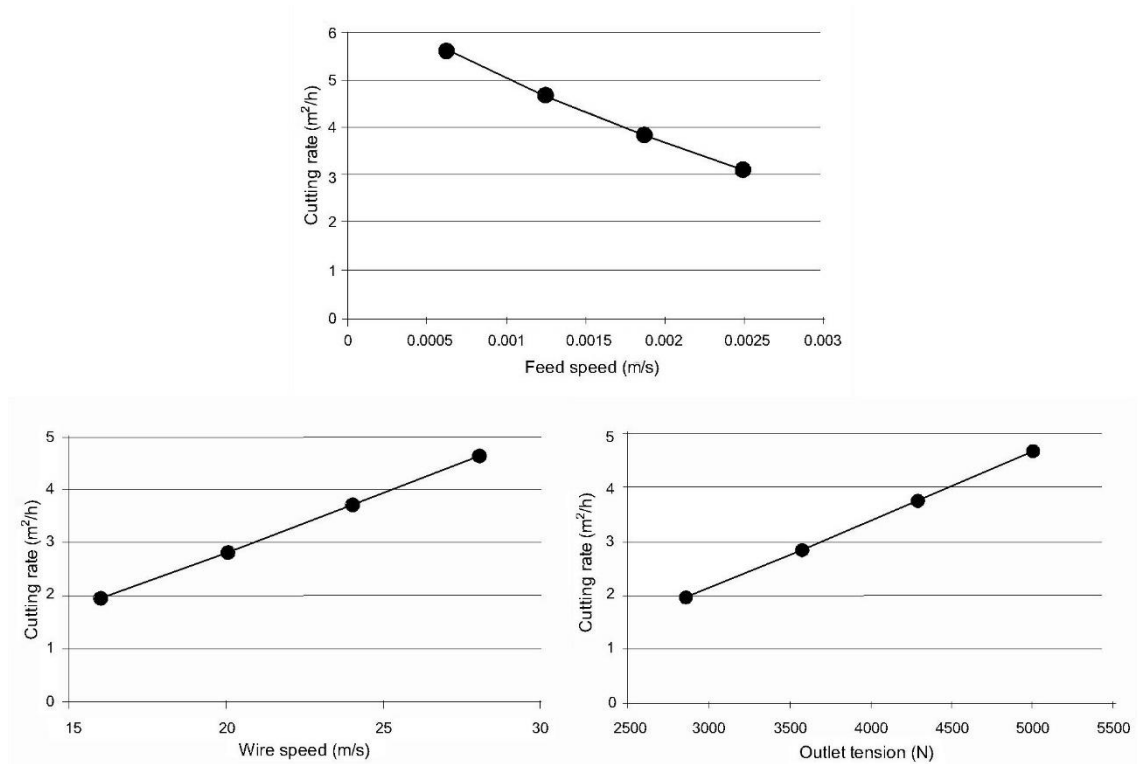 6
5
4
3
2
1
0
Cutting rate (m²/h)
0 0.0005 0.001 0.0015 0.002 0.0025 0.003
Feed speed (m/s)
5
4
3
2
1
0
Cutting rate (m²/h)
15 20 25 30
Wire speed (m/s)
5
4
3
2
1
0
Cutting rate (m²/h)
2500 3000 3500 4000 4500 5000 5500
Outlet tension (N)